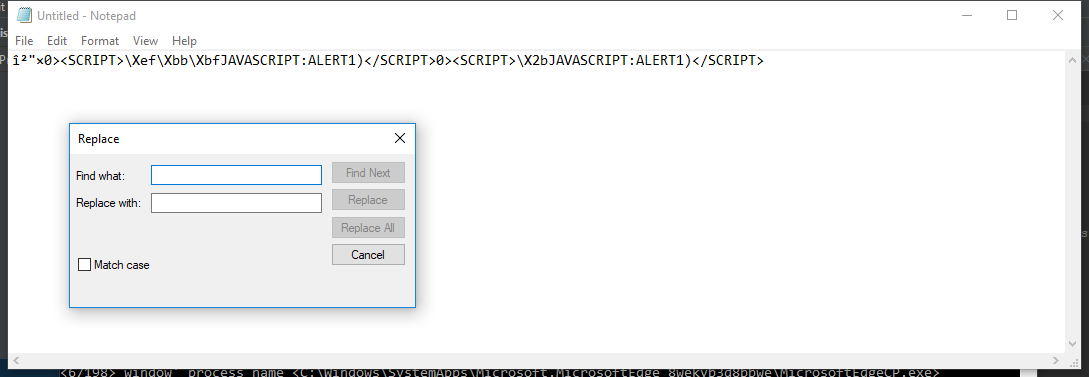 Untitled - Notepad
File Edit Format View Help
î²"×0><SCRIPT>\Xef\Xbb\XbfJAVASCRIPT:ALERT1)</SCRIPT>0><SCRIPT>\X2bJAVASCRIPT:ALERT1)</SCRIPT>
Replace
Find what: Find Next
Replace with: Replace
Replace All
Cancel
Match case
<6/198> Window' process name <C:\Windows\SystemApps\Microsoft.MicrosoftEdge_8wekyb3d8bbwe\MicrosoftEdgeCP.exe>